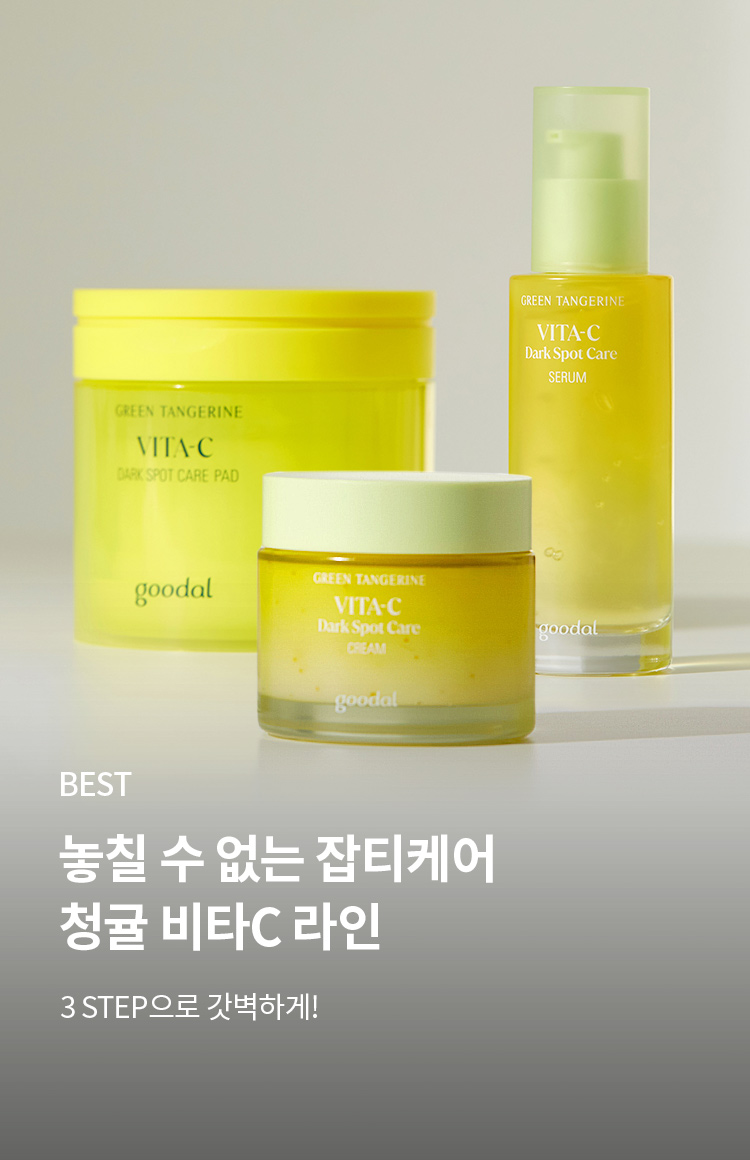 GREEN TANGERINE
VITA-C
DARK SPOT CARE PAD
goodal
GREEN TANGERINE
VITA-C
Dark Spot Care
CREAM
goodal
GREEN TANGERINE
VITA-C
Dark Spot Care
SERUM
goodal
BEST
놓칠 수 없는 잡티케어
청귤 비타C 라인
3 STEP으로 갓벽하게!